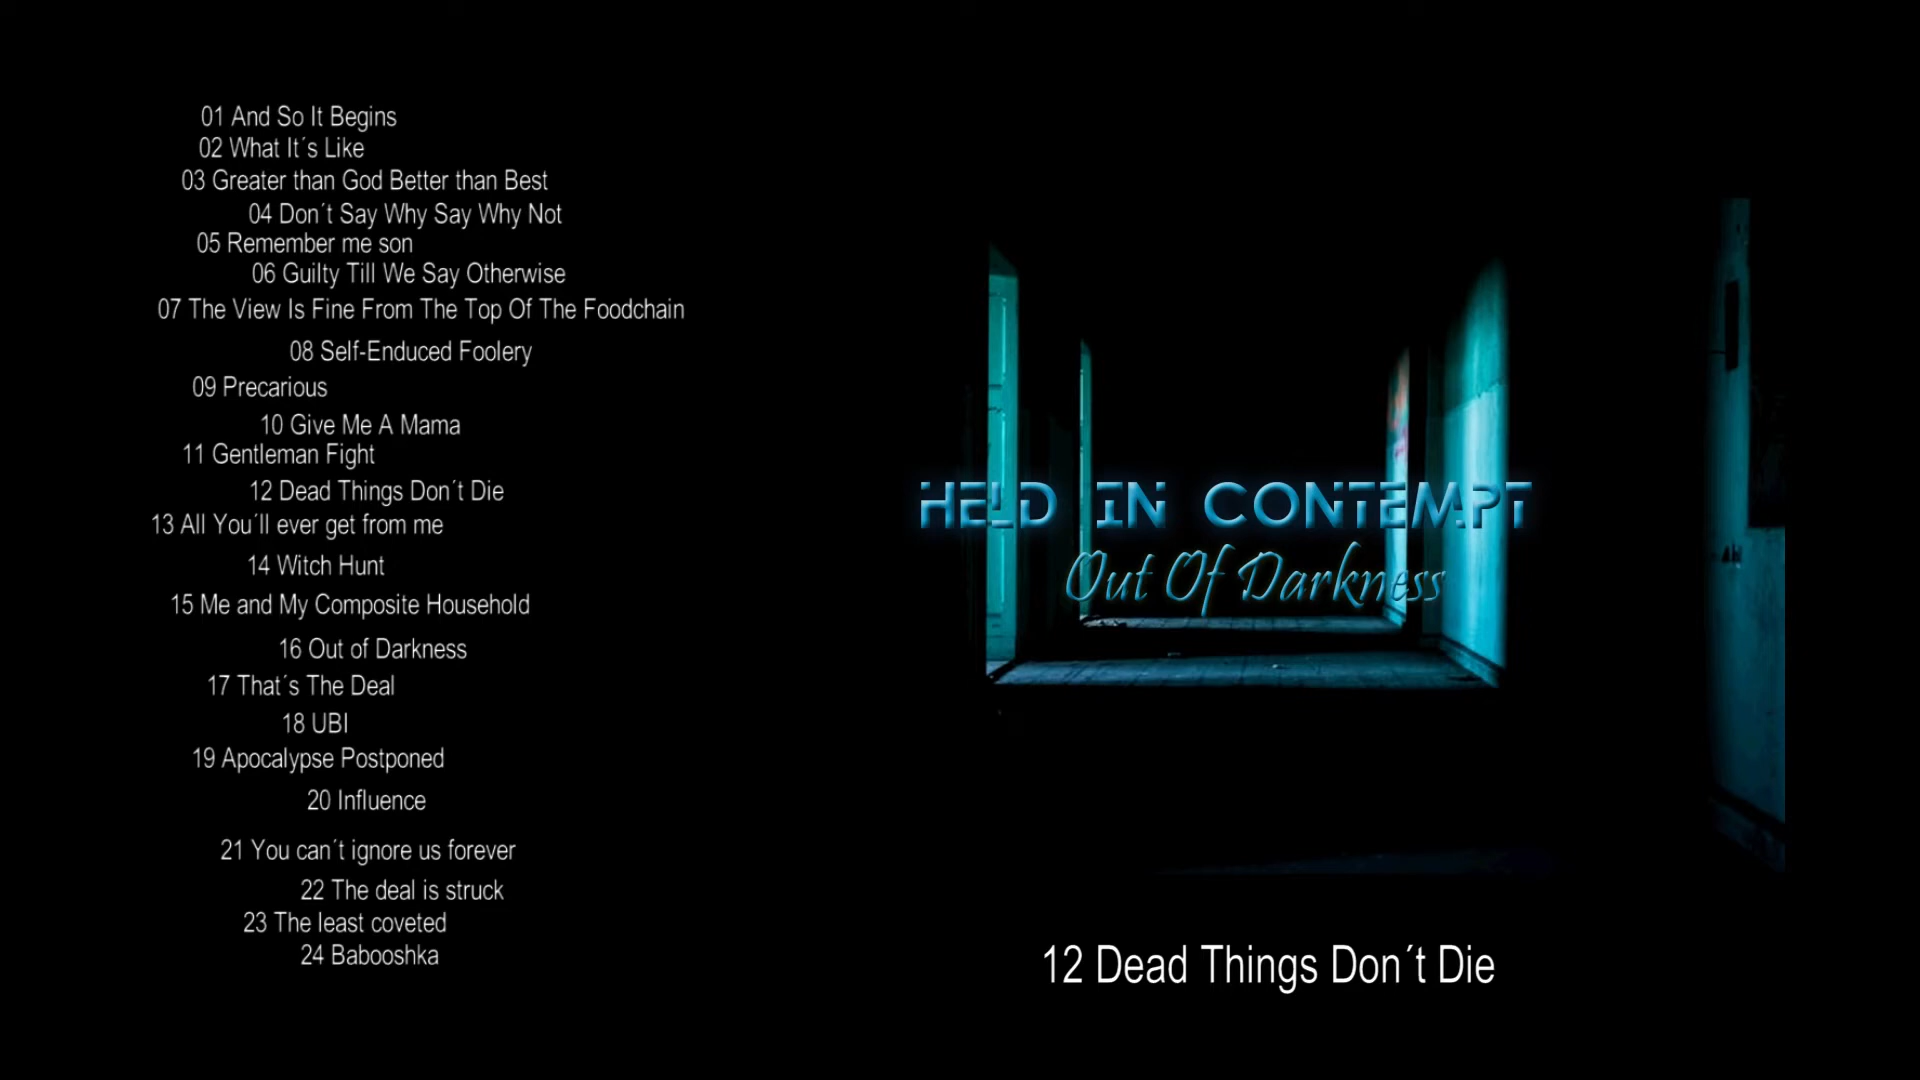 01 And So It Begins
02 What It´s Like
03 Greater than God Better than Best
04 Don´t Say Why Say Why Not
05 Remember me son
06 Guilty Till We Say Otherwise
07 The View Is Fine From The Top Of The Foodchain
08 Self-Enduced Foolery
09 Precarious
10 Give Me A Mama
11 Gentleman Fight
12 Dead Things Don´t Die
13 All You´ll ever get from me
14 Witch Hunt
15 Me and My Composite Household
16 Out of Darkness
17 That´s The Deal
18 UBI
19 Apocalypse Postponed
20 Influence
21 You can´t ignore us forever
22 The deal is struck
23 The least coveted
24 Babooshka
HELD IN CONTEMPT
Out Of Darkness
12 Dead Things Don´t Die